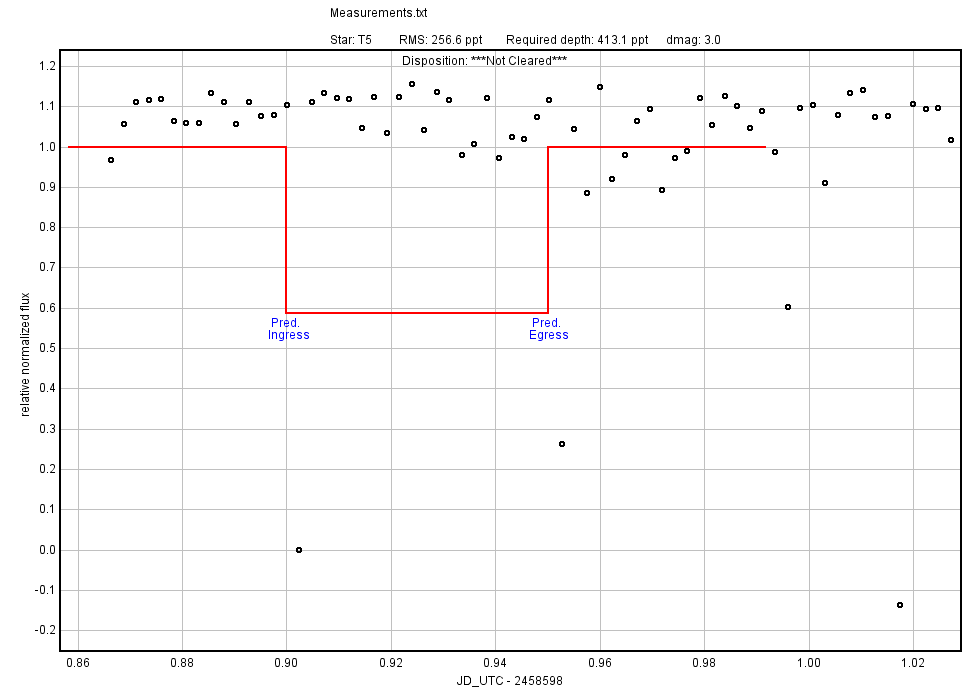 Measurements.txt
Star: T5 RMS: 256.6 ppt Required depth: 413.1 ppt dmag: 3.0
Disposition: ***Not Cleared***
relative normalized flux
1.2
1.1
1.0
0.9
0.8
0.7
0.6
0.5
0.4
0.3
0.2
0.1
0.0
-0.1
-0.2
Pred.
Ingress
Pred.
Egress
0.86 0.88 0.90 0.92 0.94 0.96 0.98 1.00 1.02
JD_UTC - 2458598